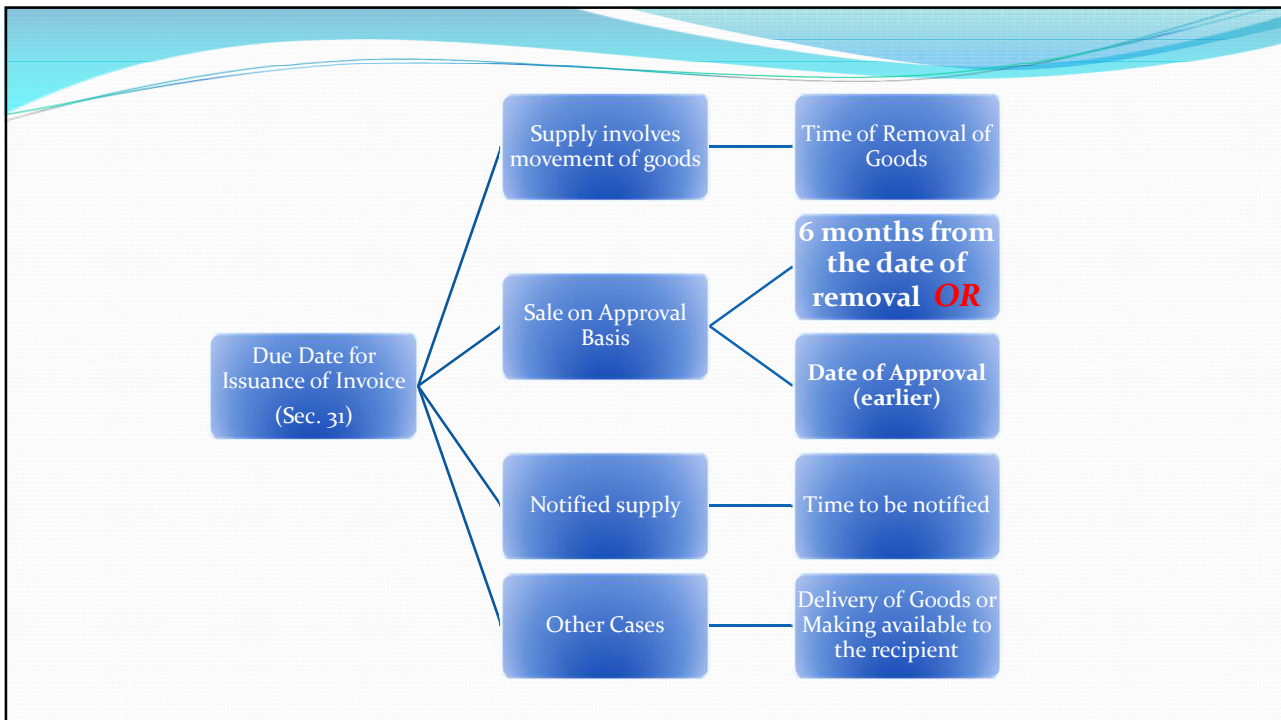 Due Date for
Issuance of Invoice
(Sec. 31)
Supply involves
movement of goods
Time of Removal of
Goods
Sale on Approval
Basis
6 months from
the date of
removal OR
Date of Approval
(earlier)
Notified supply
Time to be notified
Other Cases
Delivery of Goods or
Making available to
the recipient